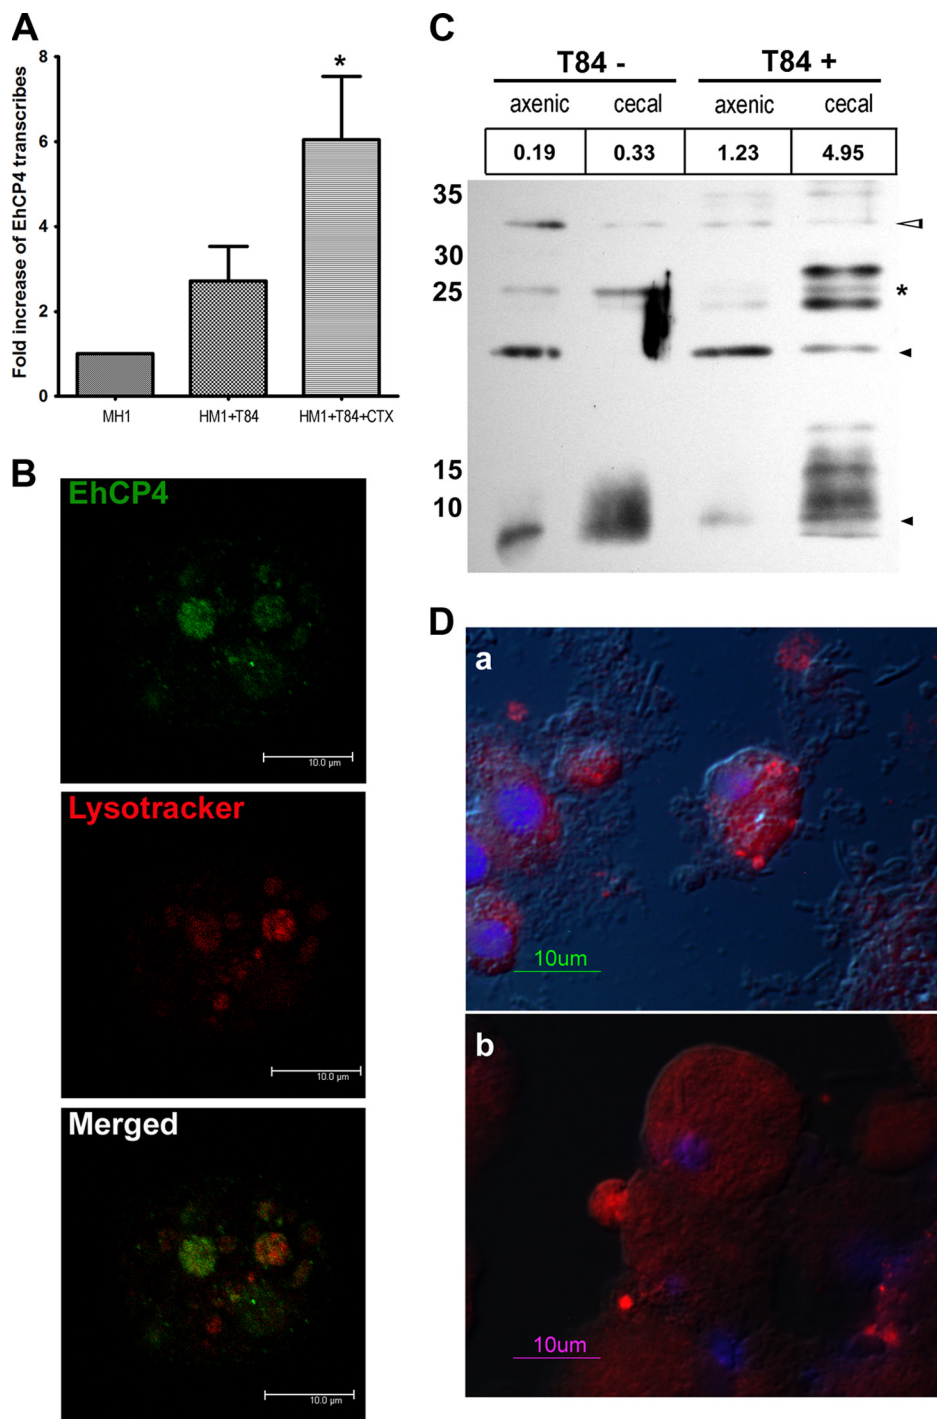 A
Fold increase of EhCP4 transcribes
8
6
4
2
0
*
MH1
HM1+T84
HM1+T84+CTX
B
EhCP4
10.0 µm
Lysotracker
10.0 µm
Merged
10.0 µm
C
T84 -
T84 +
axenic
cecal
axenic
cecal
0.19
0.33
1.23
4.95
35
30
25
15
10
*
D
a
10um
b
10um